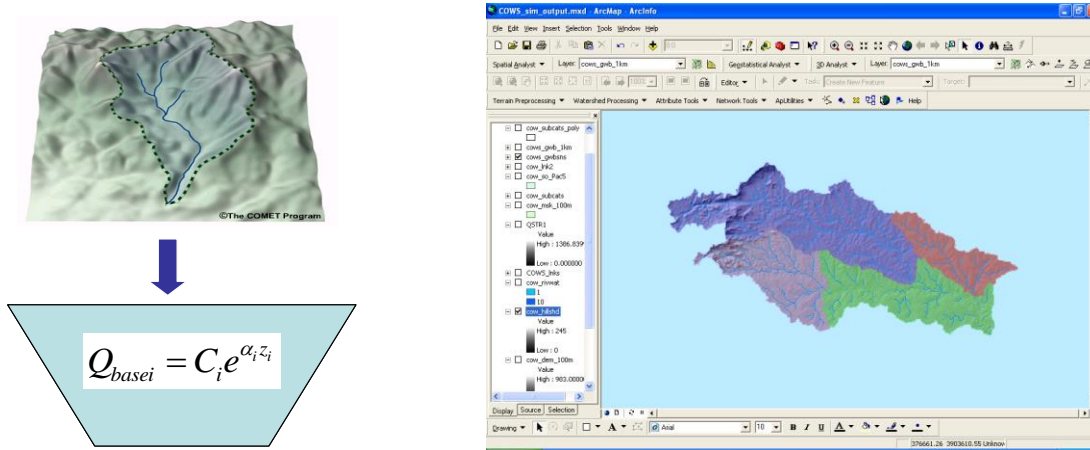 ©The COMET Program
Q_basei = C_i e^{α_i z_i}
COWS_sim_output.mxd - ArcMap - ArcInfo
File Edit View Insert Selection Tools Window Help
Spatial Analyst Layer: cows_gwb_1km Geostatistical Analyst 3D Analyst Layer: cows_gwb_1km
100% Editor Task: Create New Feature Target:
Terrain Preprocessing Watershed Processing Attribute Tools Network Tools ApUtilities Help
cow_subcats_poly
cows_gwb_1km
cows_gwbsns
cow_lnk2
cow_so_Pac5
cow_subcats
cow_msk_100m
QSTR1
Value
High : 1386.839
Low : 0.000000
COWS_lnks
cow_rivwat
1
10
cow_hillshd
Value
High : 245
Low : 0
cow_dem_100m
Value
High : 983.0000
Display Source Selection
Drawing A Arial 10 B I U A
376661.26 3903618.55 Unknow